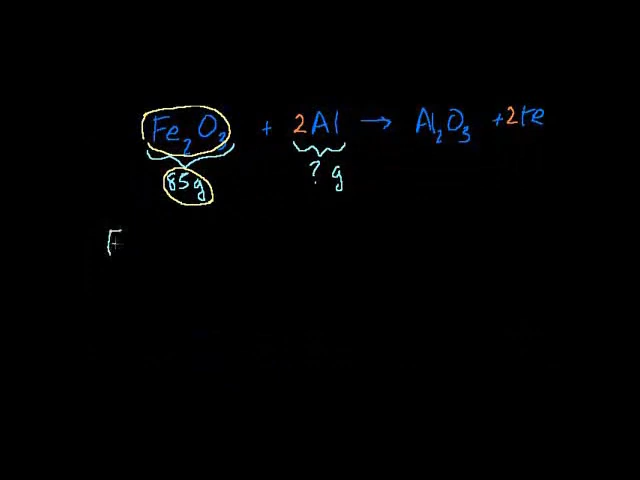 Fe₂O₃ + 2Al → Al₂O₃ + 2Fe
85g ? g
F